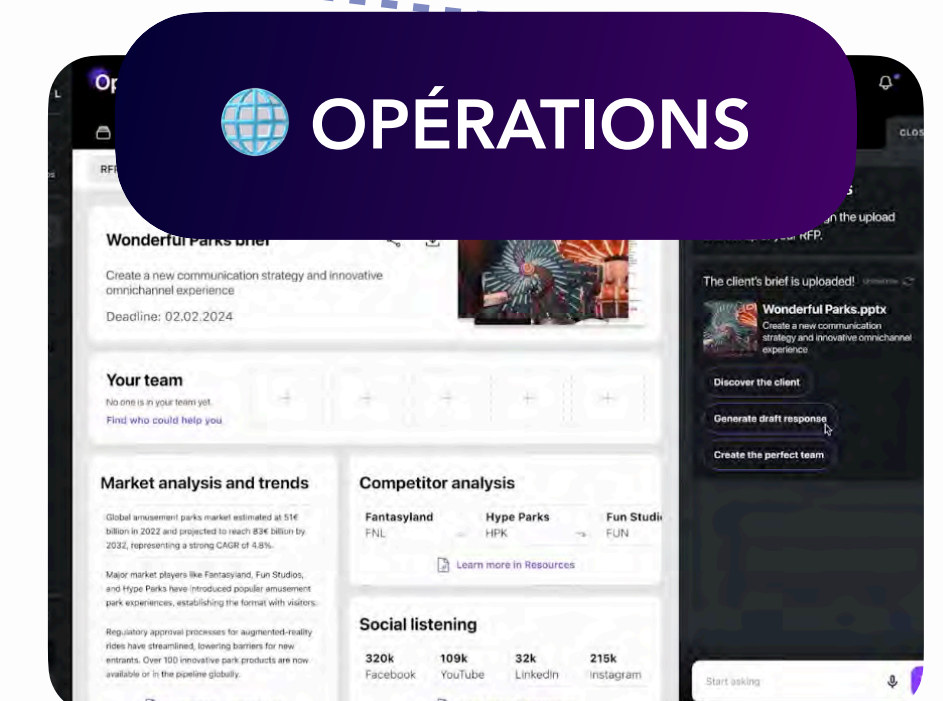 OPÉRATIONS
Op
L
CLOS
RFP
Wonderful Parks brief
Create a new communication strategy and innovative
omnichannel experience
Deadline: 02.02.2024
Your team
No one is in your team yet.
Find who could help you
Market analysis and trends
Global amusement parks market estimated at 51€
billion in 2022 and projected to reach 83€ billion by
2032, representing a strong CAGR of 4.8%.
Major market players like Fantasyland, Fun Studios,
and Hype Parks have introduced popular amusement
park experiences, establishing the format with visitors.
Regulatory approval processes for augmented-reality
rides have streamlined, lowering barriers for new
entrants. Over 100 innovative park products are now
available or in the pipeline globally.
Competitor analysis
Fantasyland Hype Parks Fun Studi
FNL HPK FUN
Learn more in Resources
Social listening
320k 109k 32k 215k
Facebook YouTube LinkedIn Instagram
s
n the upload
your RFP.
The client's brief is uploaded!
Wonderful Parks.pptx
Create a new communication
strategy and innovative omnichannel
experience
Discover the client
Generate draft response
Create the perfect team
Start asking